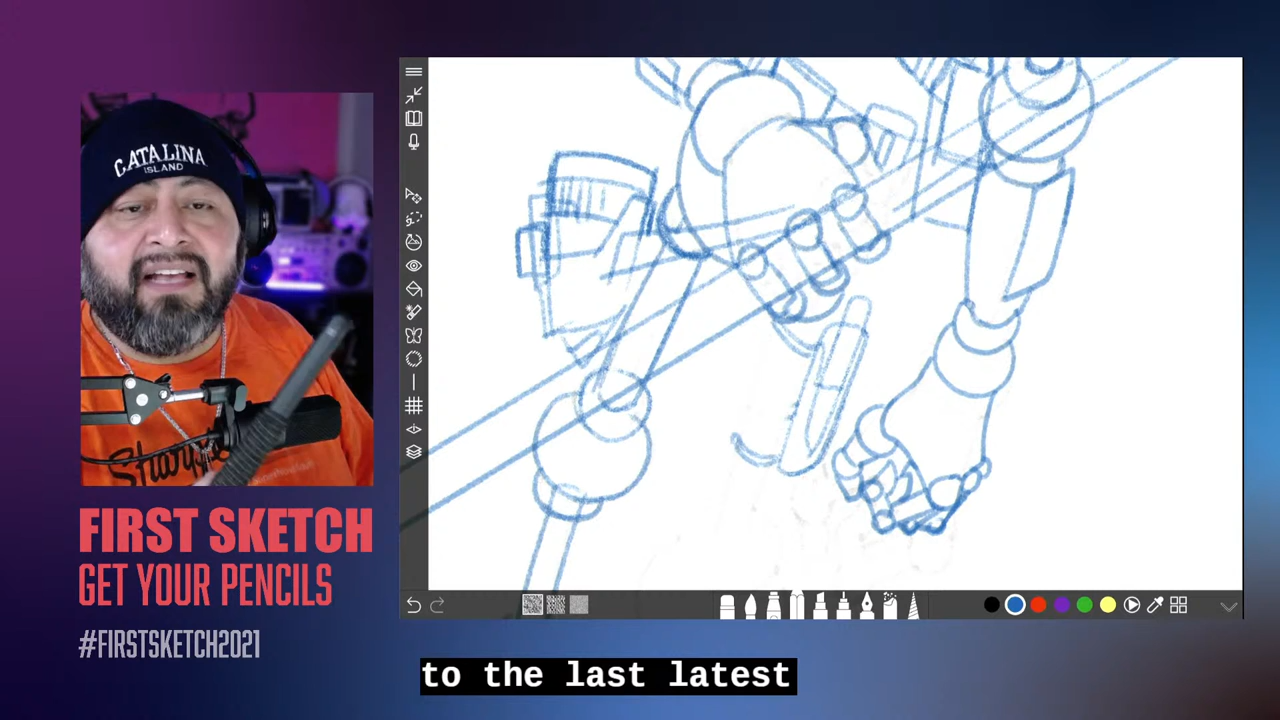 CATALINA
ISLAND
FIRST SKETCH
GET YOUR PENCILS
#FIRSTSKETCH2021
to the last latest